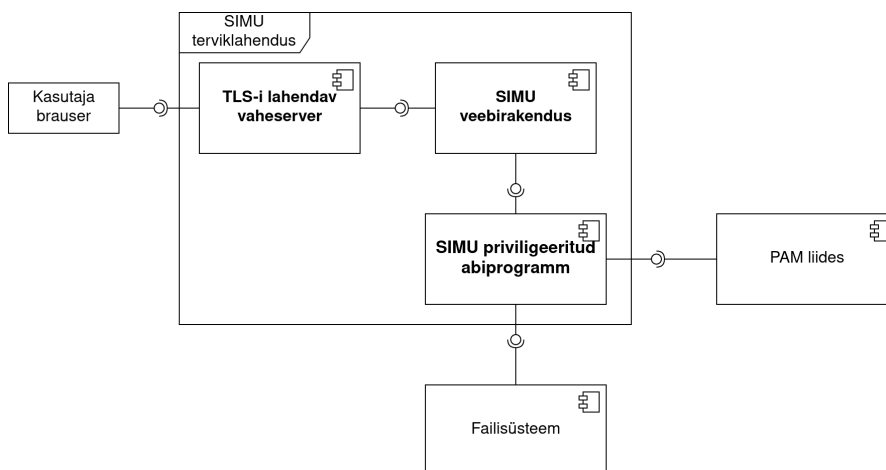 SIMU
terviklahendus
Kasutaja
brauser
TLS-i lahendav
vaheserver
SIMU
veebirakendus
SIMU priviligeeritud
abiprogramm
PAM liides
Failisüsteem